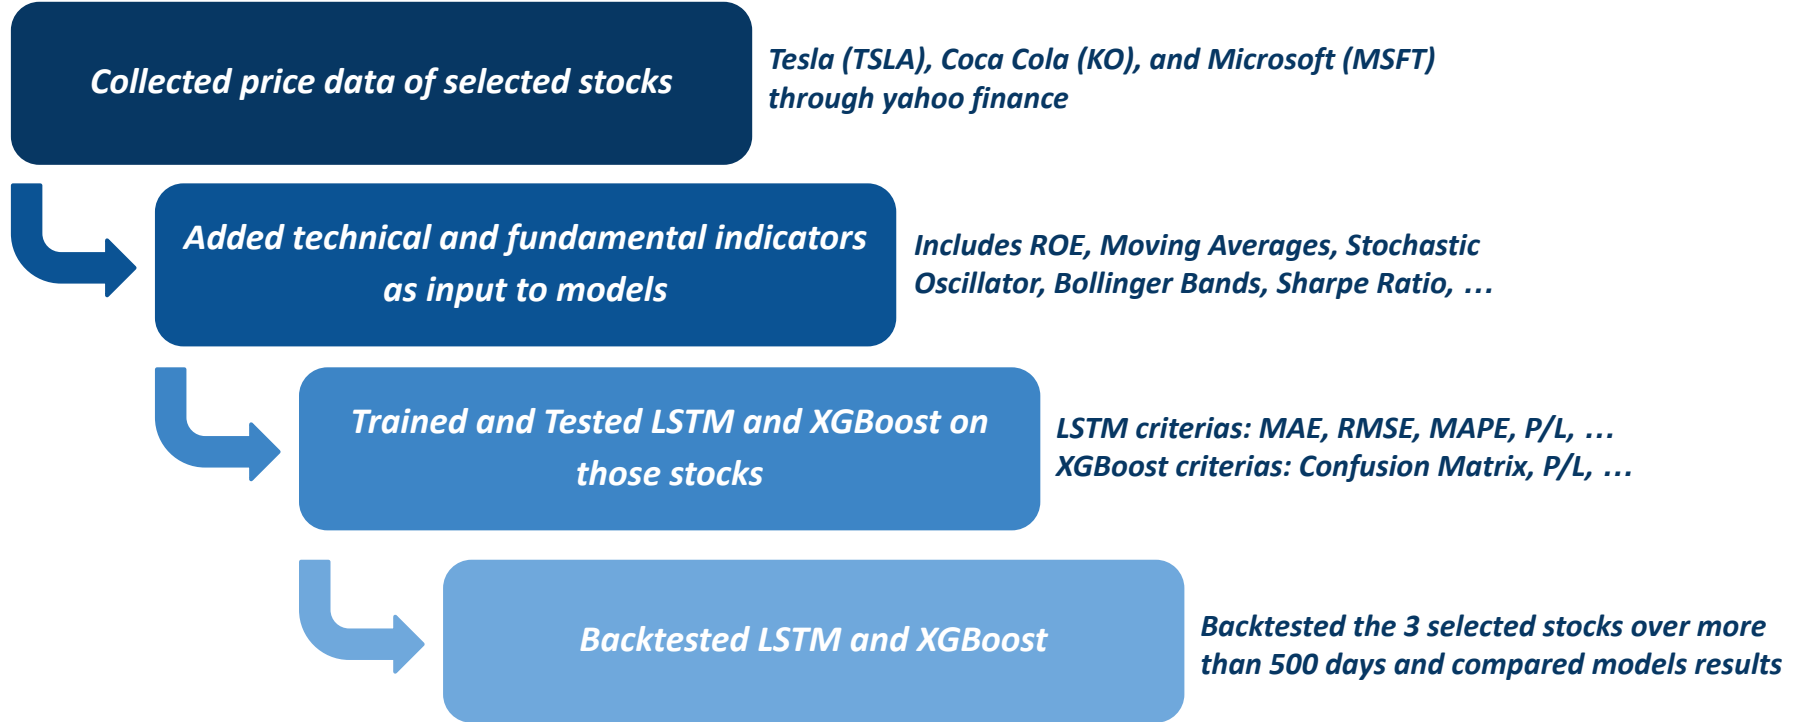 Collected price data of selected stocks
Tesla (TSLA), Coca Cola (KO), and Microsoft (MSFT)
through yahoo finance
Added technical and fundamental indicators
as input to models
Includes ROE, Moving Averages, Stochastic
Oscillator, Bollinger Bands, Sharpe Ratio, ...
Trained and Tested LSTM and XGBoost on
those stocks
LSTM criterias: MAE, RMSE, MAPE, P/L, ...
XGBoost criterias: Confusion Matrix, P/L, ...
Backtested LSTM and XGBoost
Backtested the 3 selected stocks over more
than 500 days and compared models results